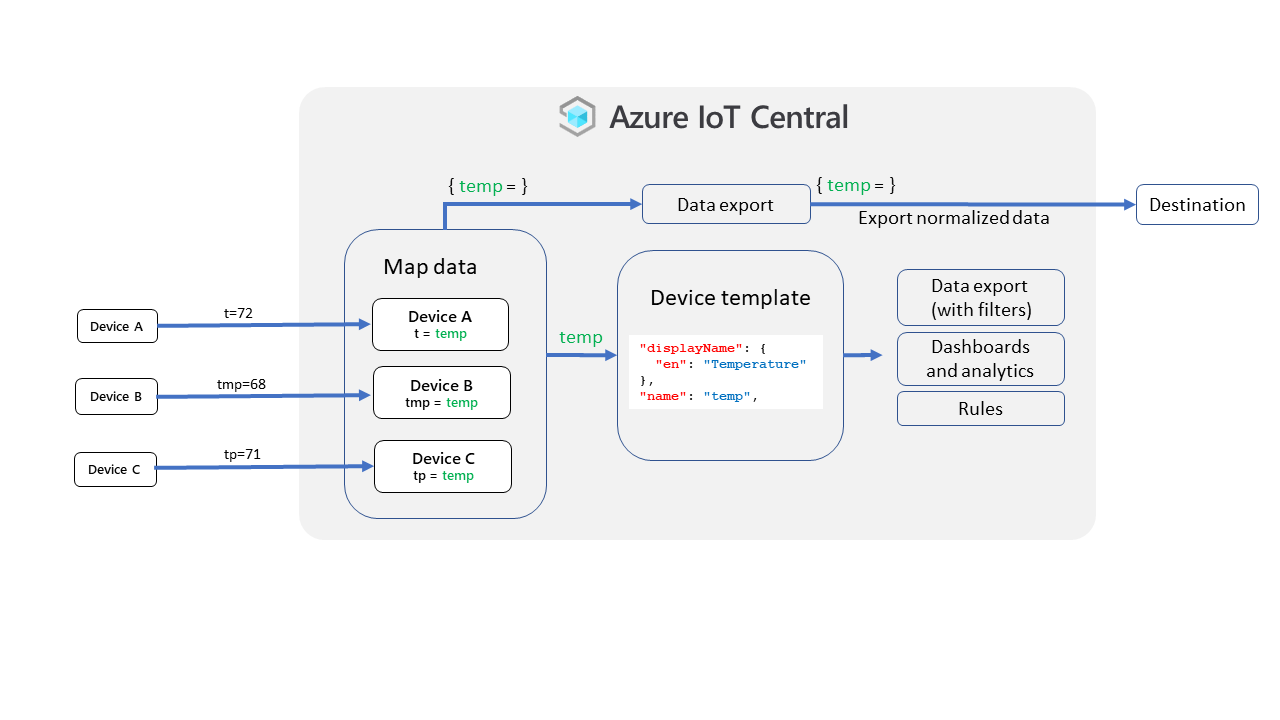 Azure IoT Central
{ temp = }
Data export
{ temp = }
Export normalized data
Destination
Map data
Device A
t = temp
Device B
tmp = temp
Device C
tp = temp
Device A
t=72
Device B
tmp=68
Device C
tp=71
temp
Device template
"displayName": {
"en": "Temperature"
},
"name": "temp",
Data export
(with filters)
Dashboards
and analytics
Rules